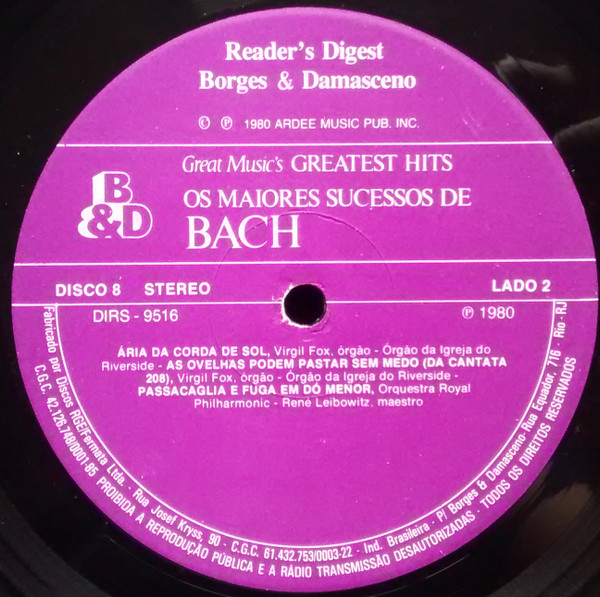 Reader's Digest
Borges & Damasceno
© ℗ 1980 ARDEE MUSIC PUB. INC.
Great Music's GREATEST HITS
B
&D
OS MAIORES SUCESSOS DE
BACH
DISCO 8 STEREO
LADO 2
DIRS - 9516
℗ 1980
ÁRIA DA CORDA DE SOL, Virgil Fox, órgão - Órgão da Igreja do
Riverside - AS OVELHAS PODEM PASTAR SEM MEDO (DA CANTATA
208), Virgil Fox, órgão - Órgão da Igreja do Riverside -
PASSACAGLIA E FUGA EM DÓ MENOR, Orquestra Royal
Philharmonic - René Leibowitz, maestro
Fabricado por Discos RGE/Fermata Ltda. - Rua Josef Kryss, 90 - C.G.C. 61.432.753/0003-22 - Ind. Brasileira - P/ Borges & Damasceno - Rua Equador, 716 - Rio - RJ
C.G.C. 42.126.748/0001-95 PROIBIDA A REPRODUÇÃO PÚBLICA E A RÁDIO TRANSMISSÃO DESAUTORIZADAS - TODOS OS DIREITOS RESERVADOS